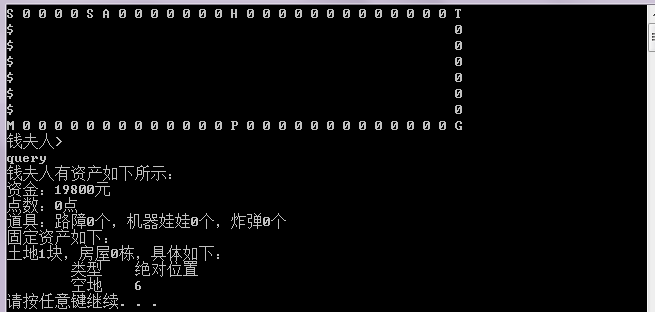 S 0 0 0 0 S A 0 0 0 0 0 0 0 H 0 0 0 0 0 0 0 0 0 0 0 0 0 T
$ 0
$ 0
$ 0
$ 0
$ 0
$ 0
M 0 0 0 0 0 0 0 0 0 0 0 0 0 P 0 0 0 0 0 0 0 0 0 0 0 0 0 G
钱夫人>
query
钱夫人有资产如下所示:
资金: 19800元
点数: 0点
道具: 路障0个, 机器娃娃0个, 炸弹0个
固定资产如下:
土地1块, 房屋0栋, 具体如下:
类型 绝对位置
空地 6
请按任意键继续. . .